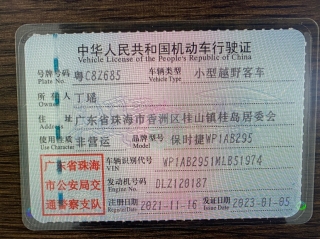 中华人民共和国机动车行驶证
Vehicle License of the People's Republic of China
号牌号码 粤C8Z685 车辆类型 小型越野客车
Plate No. Vehicle Type
所有人 丁瑶
Owner
住址 广东省珠海市香洲区桂山镇桂岛居委会
Address
使用性质 非营运 品牌型号 保时捷WP1AB295
Use Character Model
广东省珠海
市公安局交
通警察支队
车辆识别代号 WP1AB2951MLB51974
VIN
发动机号码 DLZ120187
Engine No.
注册日期 2021-11-16 发证日期 2023-01-05
Register Date Issue Date